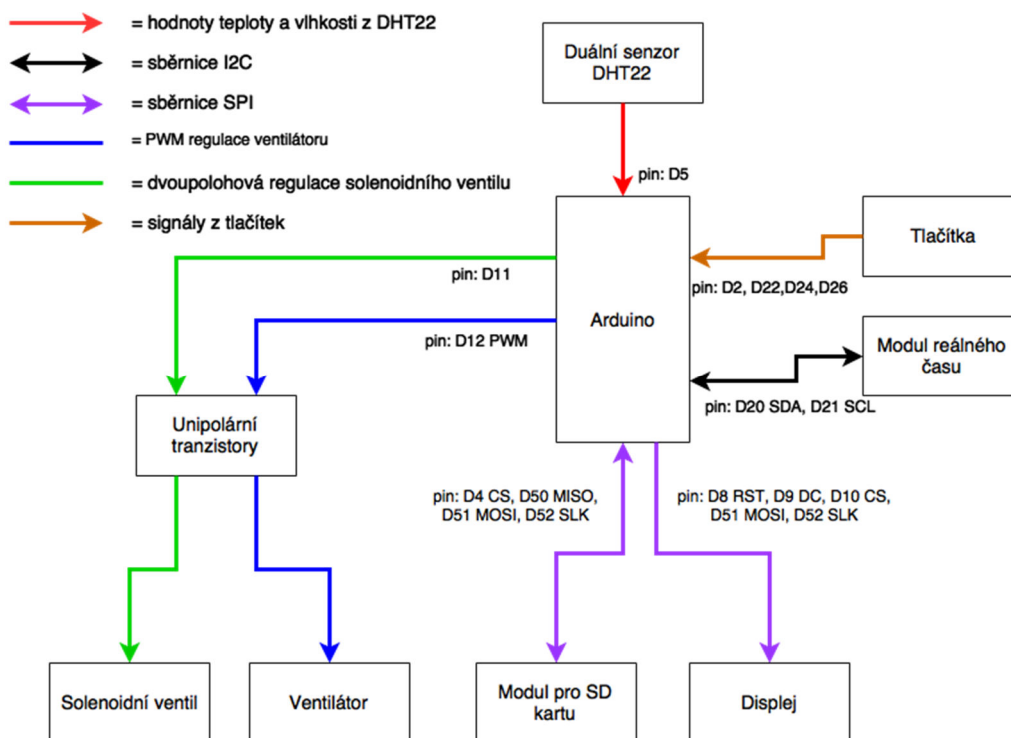 = hodnoty teploty a vlhkosti z DHT22
= sběrnice I2C
= sběrnice SPI
= PWM regulace ventilátoru
= dvoupolohová regulace solenoidního ventilu
= signály z tlačítek
Duální senzor
DHT22
pin: D5
Tlačítka
pin: D2, D22,D24,D26
Arduino
pin: D11
pin: D12 PWM
Modul reálného
času
pin: D20 SDA, D21 SCL
Unipolární
tranzistory
pin: D4 CS, D50 MISO,
D51 MOSI, D52 SLK
pin: D8 RST, D9 DC, D10 CS,
D51 MOSI, D52 SLK
Solenoidní ventil
Ventilátor
Modul pro SD
kartu
Displej